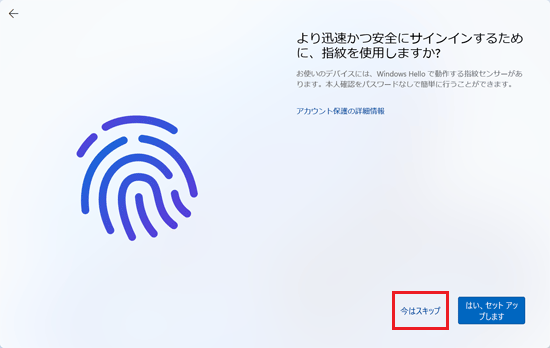 より迅速かつ安全にサインインするため
に、指紋を使用しますか?
お使いのデバイスには、Windows Hello で動作する指紋センサーがあ
ります。本人確認をパスワードなしで簡単に行うことができます。
アカウント保護の詳細情報
今はスキップ
はい、セット アッ
プします